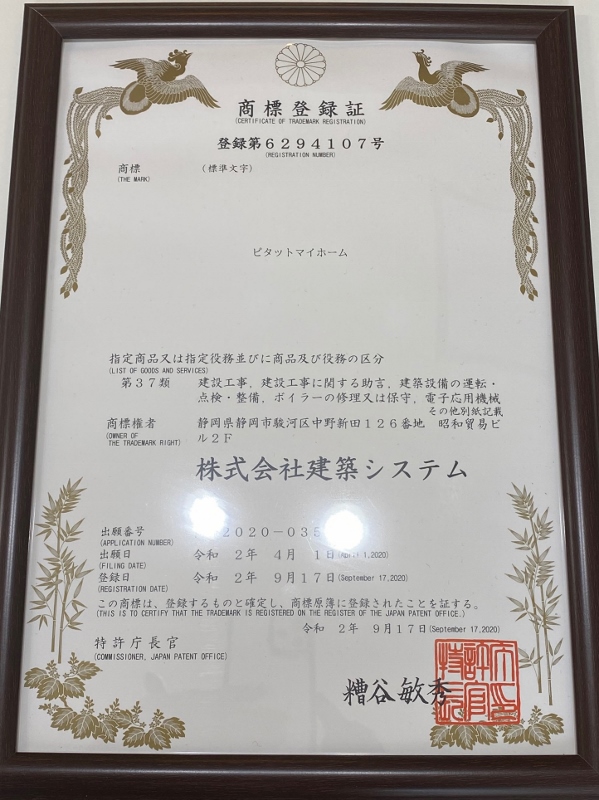 商標登録証
(CERTIFICATE OF TRADEMARK REGISTRATION)
登録第6294107号
(REGISTRATION NUMBER)
商標 (標準文字)
(THE MARK)
ピタットマイホーム
指定商品又は指定役務並びに商品及び役務の区分
(LIST OF GOODS AND SERVICES)
第37類 建設工事，建設工事に関する助言，建築設備の運転・
点検・整備，ボイラーの修理又は保守，電子応用機械
その他別紙記載
商標権者 静岡県静岡市駿河区中野新田126番地 昭和貿易ビ
(OWNER OF ル2F
THE TRADEMARK RIGHT)
株式会社建築システム
出願番号 2020-035
(APPLICATION NUMBER)
出願日 令和 2年 4月 1日(April 1,2020)
(FILING DATE)
登録日 令和 2年 9月17日(September 17,2020)
(REGISTRATION DATE)
この商標は、登録するものと確定し、商標原簿に登録されたことを証する。
(THIS IS TO CERTIFY THAT THE TRADEMARK IS REGISTERED ON THE REGISTER OF THE JAPAN PATENT OFFICE.)
令和 2年 9月17日(September 17,2020)
特許庁長官
(COMMISSIONER, JAPAN PATENT OFFICE)
糟谷敏秀